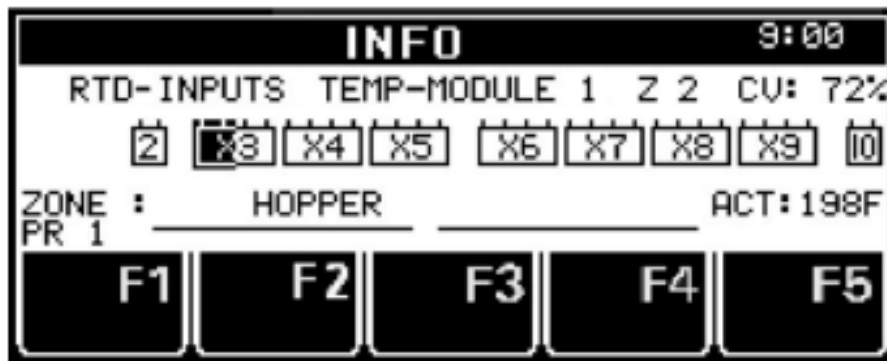 INFO 9:00
RTD-INPUTS TEMP-MODULE 1 Z 2 CV: 72%
2 X3 X4 X5 X6 X7 X8 X9 10
ZONE : HOPPER ACT:198F
PR 1
F1 F2 F3 F4 F5